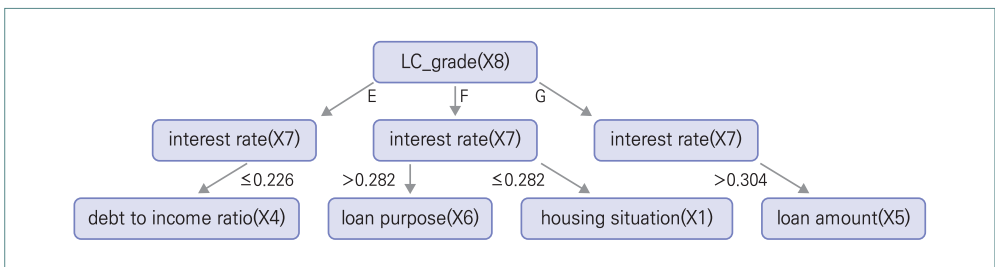 LC_grade(X8)
E F G
interest rate(X7) interest rate(X7) interest rate(X7)
≤0.226 >0.282 ≤0.282 >0.304
debt to income ratio(X4) loan purpose(X6) housing situation(X1) loan amount(X5)